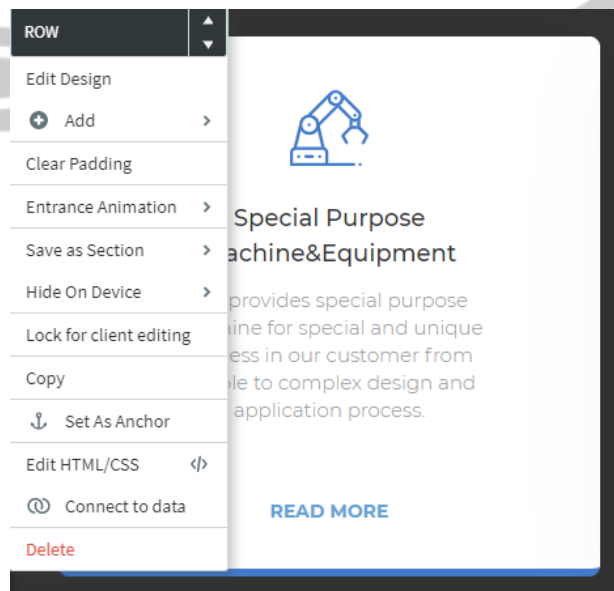 ROW
Edit Design
Add
Clear Padding
Entrance Animation
Save as Section
Hide On Device
Lock for client editing
Copy
Set As Anchor
Edit HTML/CSS </>
Connect to data
Delete
Special Purpose
achine&Equipment
provides special purpose
ine for special and unique
ess in our customer from
le to complex design and
application process.
READ MORE